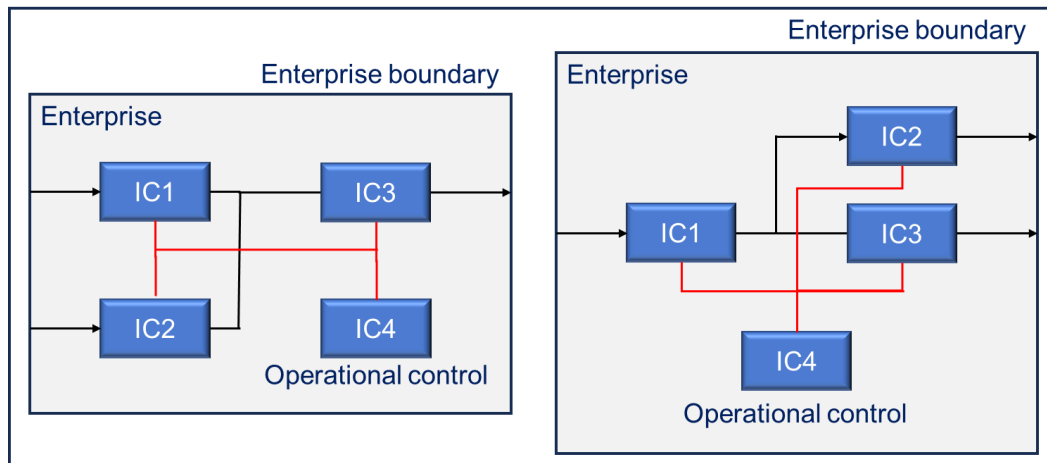 Enterprise boundary
Enterprise
IC1
IC3
IC2
IC4
Operational control
Enterprise boundary
Enterprise
IC2
IC1
IC3
IC4
Operational control